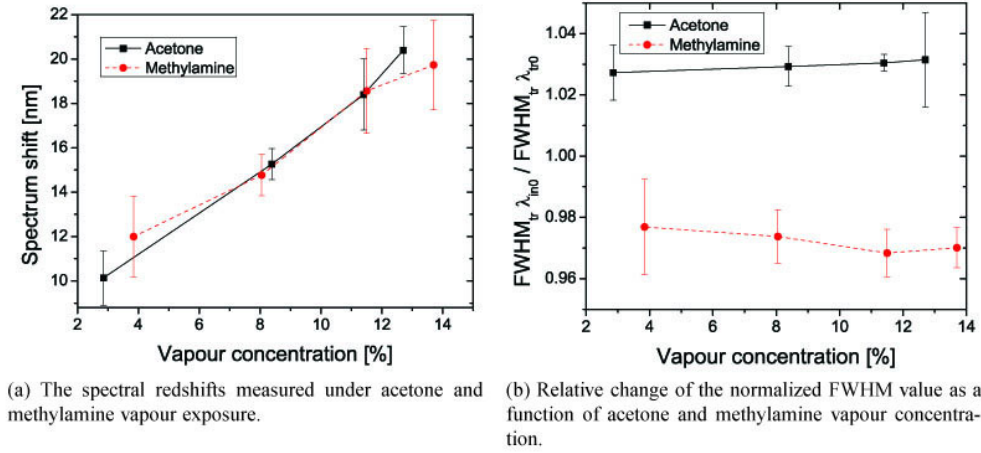 Spectrum shift [nm]
22
20
18
16
14
12
10
Acetone
Methylamine
2 4 6 8 10 12 14
Vapour concentration [%]
(a) The spectral redshifts measured under acetone and
methylamine vapour exposure.
FWHM_tr λ_in0 / FWHM_tr λ_tr0
1.04
1.02
1.00
0.98
0.96
Acetone
Methylamine
2 4 6 8 10 12 14
Vapour concentration [%]
(b) Relative change of the normalized FWHM value as a
function of acetone and methylamine vapour concentra-
tion.